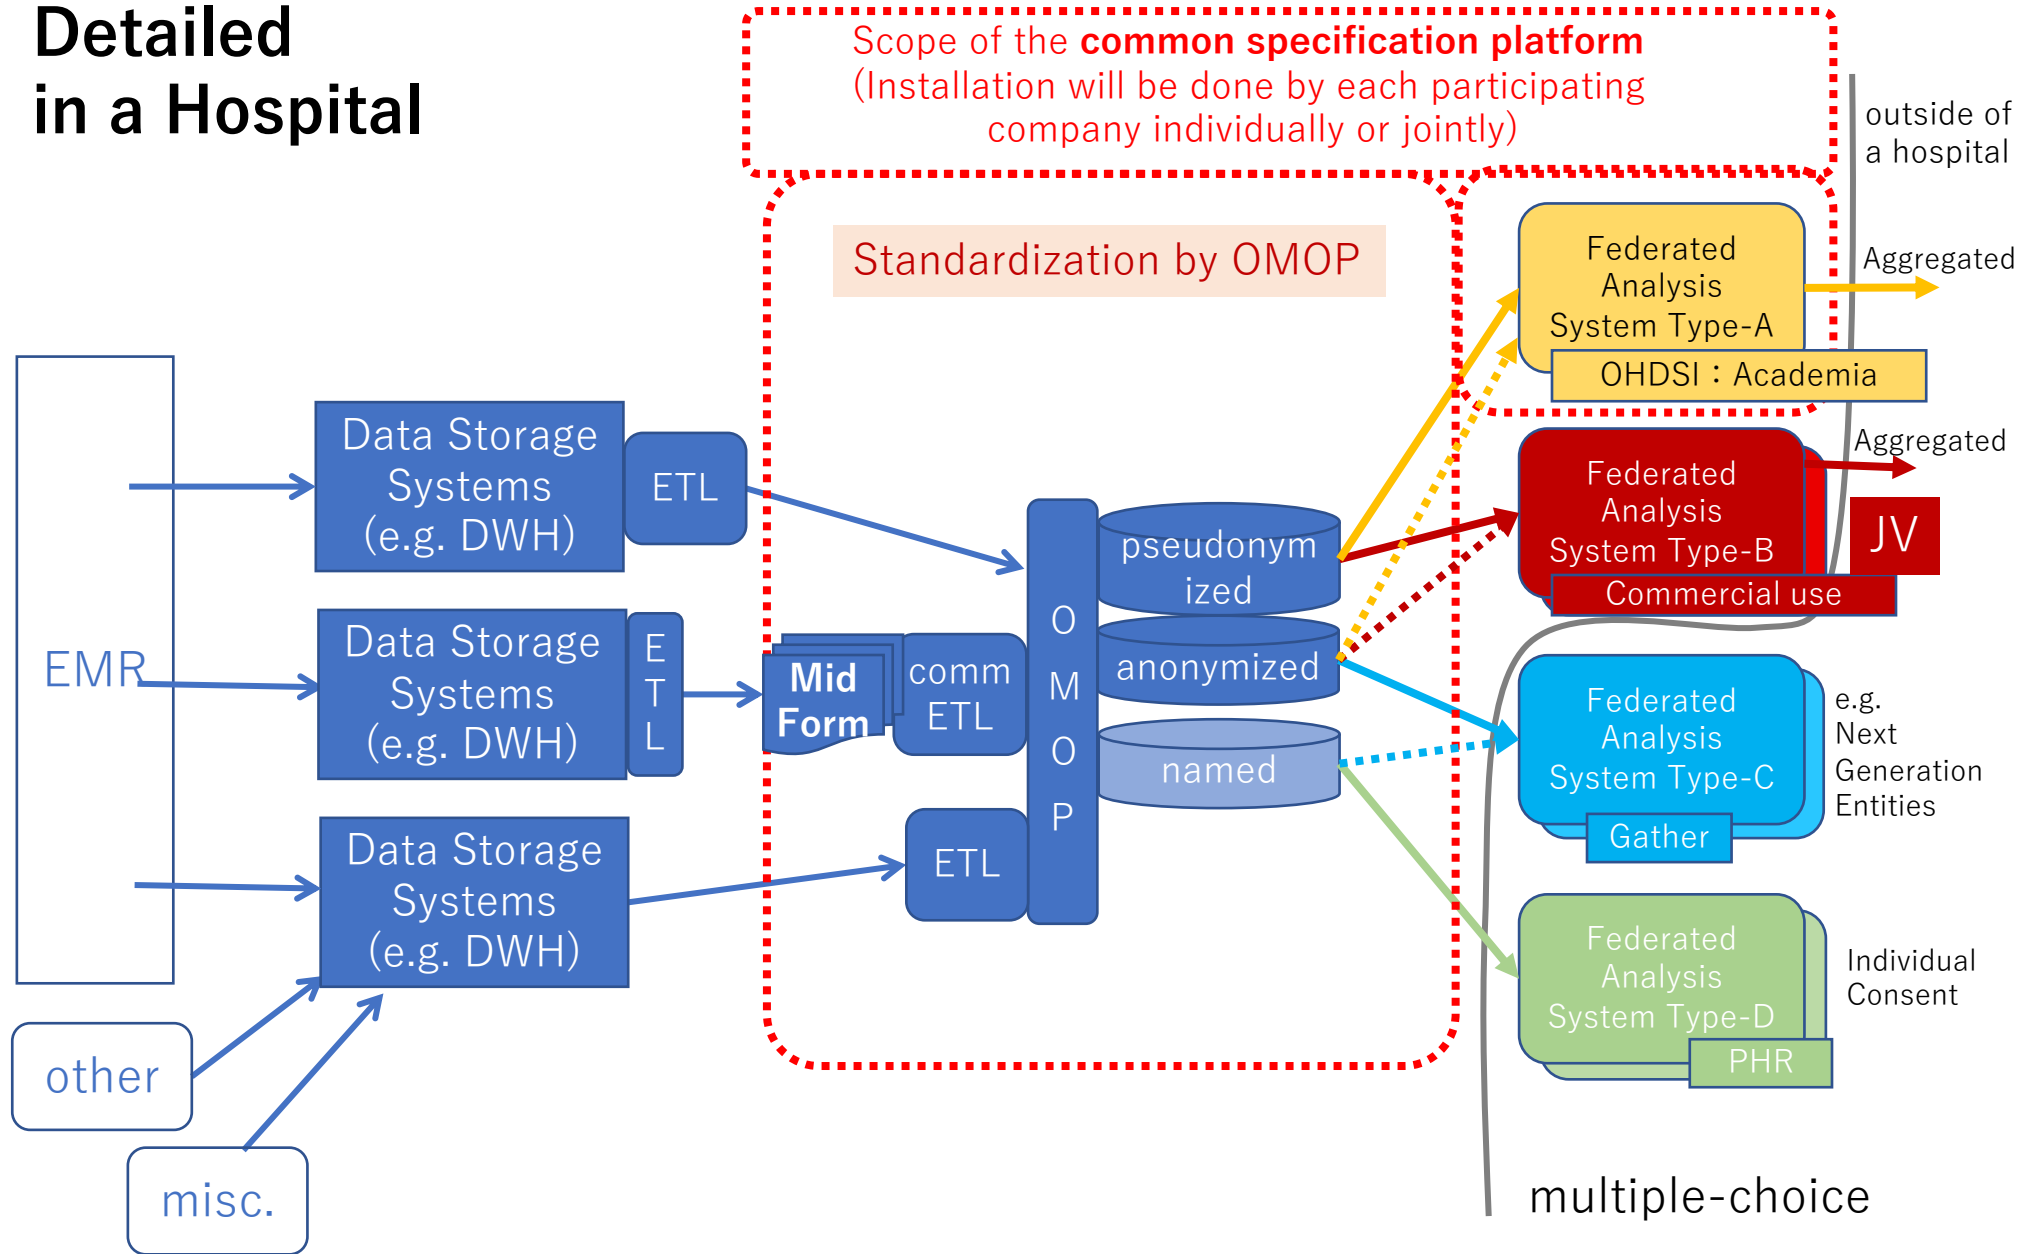 Detailed
in a Hospital
Scope of the common specification platform
(Installation will be done by each participating
company individually or jointly)
outside of
a hospital
Standardization by OMOP
Federated
Analysis
System Type-A
OHDSI：Academia
Aggregated
EMR
Data Storage
Systems
(e.g. DWH)
ETL
Data Storage
Systems
(e.g. DWH)
E
T
L
Data Storage
Systems
(e.g. DWH)
Mid
Form
comm
ETL
ETL
O
M
O
P
pseudonym
ized
anonymized
named
Federated
Analysis
System Type-B
Commercial use
Aggregated
JV
Federated
Analysis
System Type-C
Gather
e.g.
Next
Generation
Entities
Federated
Analysis
System Type-D
PHR
Individual
Consent
other
misc.
multiple-choice